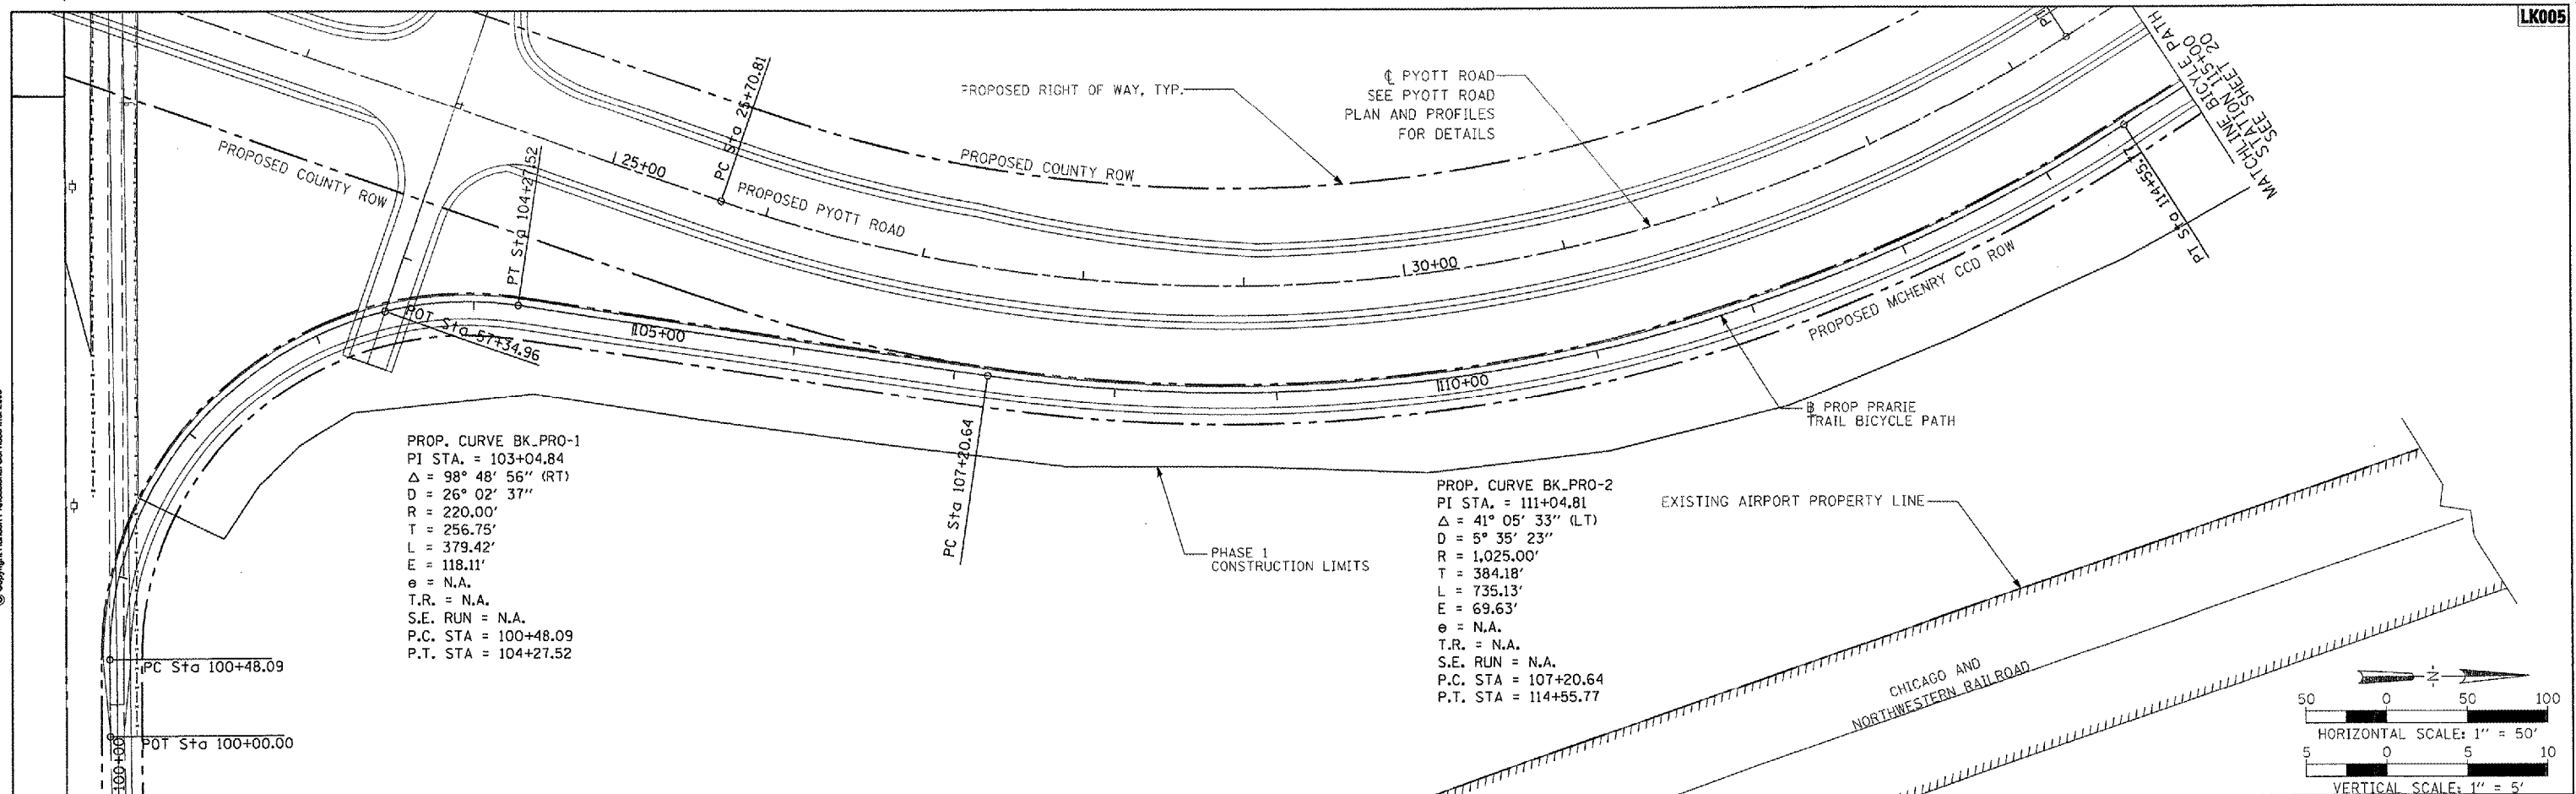 LK005
PROPOSED RIGHT OF WAY, TYP.
℄ PYOTT ROAD
SEE PYOTT ROAD
PLAN AND PROFILES
FOR DETAILS
MATCHLINE BICYLE PATH
STATION 115+00
SEE SHEET 20
PC Sta 25+70.81
PROPOSED COUNTY ROW
25+00
PROPOSED COUNTY ROW
PT Sta 104+27.52
PROPOSED PYOTT ROAD
30+00
PT Sta 114+55.77
PROPOSED MCHENRY CCD ROW
POT Sta 57+34.96
105+00
110+00
PROP PRARIE
TRAIL BICYCLE PATH
PC Sta 107+20.64
PROP. CURVE BK_PRO-1
PI STA. = 103+04.84
Δ = 98° 48' 56" (RT)
D = 26° 02' 37"
R = 220.00'
T = 256.75'
L = 379.42'
E = 118.11'
e = N.A.
T.R. = N.A.
S.E. RUN = N.A.
P.C. STA = 100+48.09
P.T. STA = 104+27.52
PHASE 1
CONSTRUCTION LIMITS
PROP. CURVE BK_PRO-2
PI STA. = 111+04.81
Δ = 41° 05' 33" (LT)
D = 5° 35' 23"
R = 1,025.00'
T = 384.18'
L = 735.13'
E = 69.63'
e = N.A.
T.R. = N.A.
S.E. RUN = N.A.
P.C. STA = 107+20.64
P.T. STA = 114+55.77
EXISTING AIRPORT PROPERTY LINE
CHICAGO AND
NORTHWESTERN RAILROAD
PC Sta 100+48.09
POT Sta 100+00.00
100+00
N
50 0 50 100
HORIZONTAL SCALE: 1" = 50'
5 0 5 10
VERTICAL SCALE: 1" = 5'